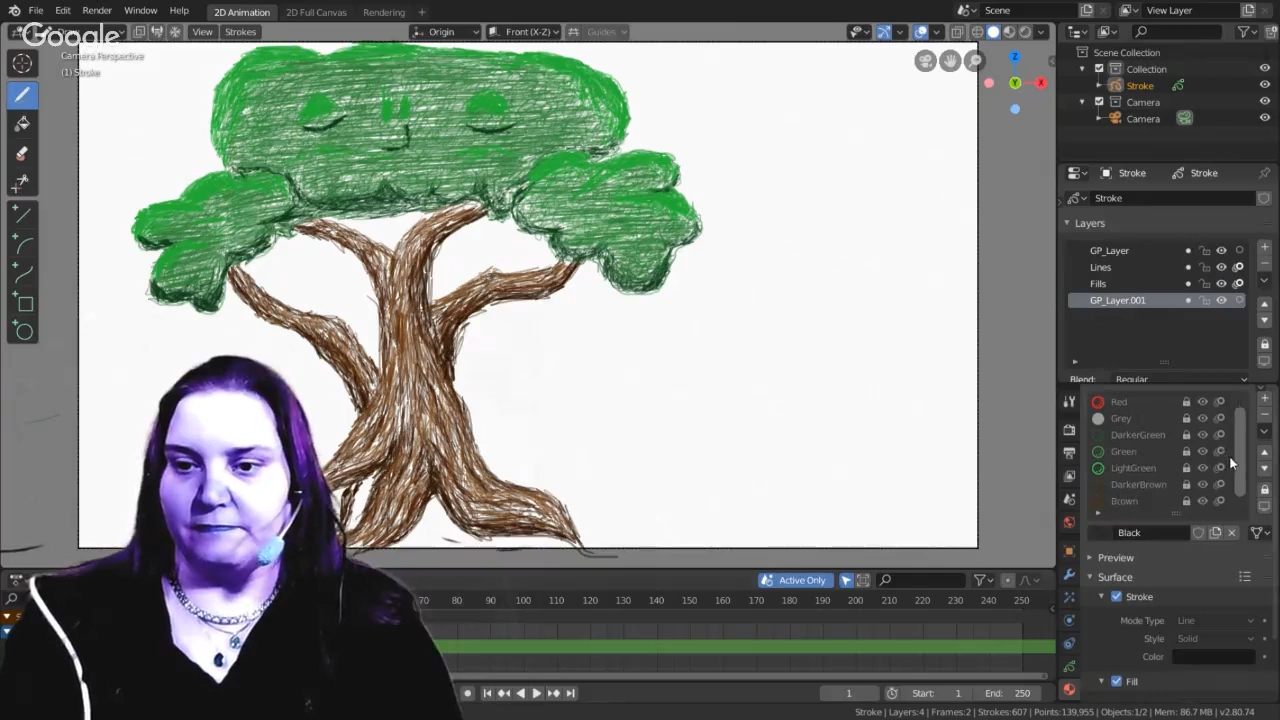 File Edit Render Window Help 2D Animation 2D Full Canvas Rendering + Scene View Layer
Google
View Strokes Origin Front (X-Z) Guides
Camera Perspective
(1) Stroke
Z
Y
X
Scene Collection
Collection
Stroke
Camera
Camera
Stroke Stroke
Stroke
Layers
GP_Layer
Lines
Fills
GP_Layer.001
Blend: Regular
Red
Grey
DarkerGreen
Green
LightGreen
DarkerBrown
Brown
Black
Preview
Surface
Stroke
Mode Type Line
Style Solid
Color
Fill
Active Only
70 80 90 100 110 120 130 140 150 160 170 180 190 200 210 220 230 240 250
1 Start: 1 End: 250
Stroke | Layers:4 | Frames:2 | Strokes:607 | Points:139,955 | Objects:1/2 | Mem: 86.7 MB | v2.80.74